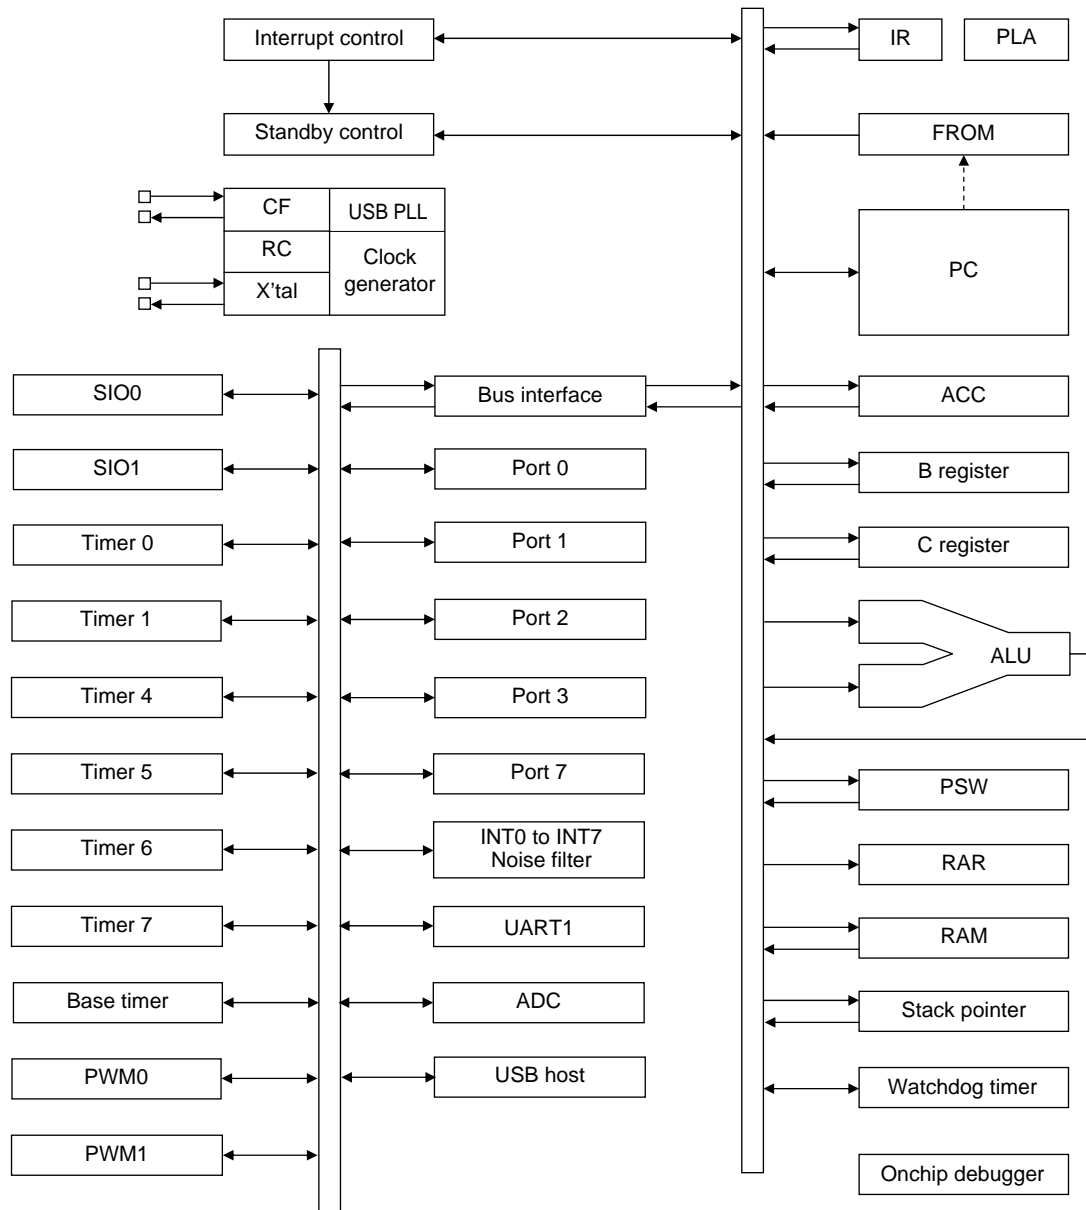 Interrupt control
IR
PLA
Standby control
FROM
CF
USB PLL
RC
Clock
generator
X’tal
PC
SIO0
Bus interface
ACC
SIO1
Port 0
B register
Timer 0
Port 1
C register
Timer 1
Port 2
ALU
Timer 4
Port 3
Timer 5
Port 7
PSW
Timer 6
INT0 to INT7
Noise filter
RAR
Timer 7
UART1
RAM
Base timer
ADC
Stack pointer
PWM0
USB host
Watchdog timer
PWM1
Onchip debugger